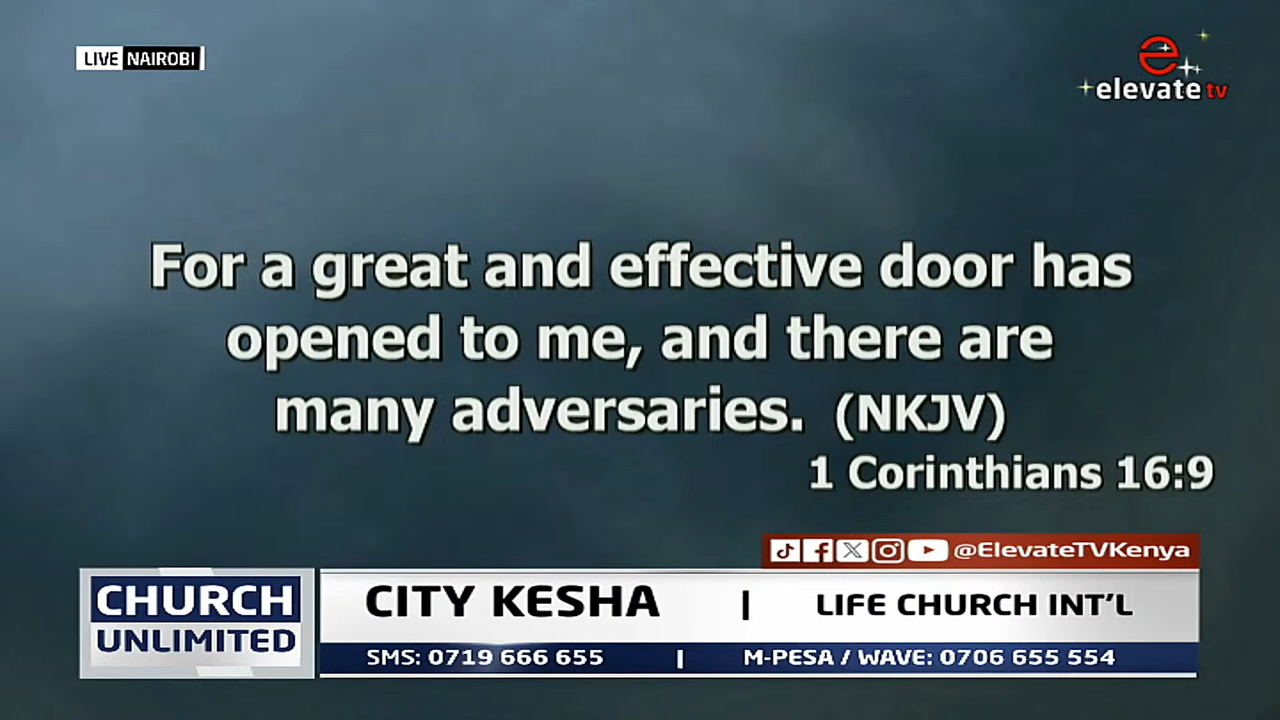 LIVE NAIROBI
elevate tv
For a great and effective door has
opened to me, and there are
many adversaries. (NKJV)
1 Corinthians 16:9
@ElevateTVKenya
CHURCH
UNLIMITED
CITY KESHA | LIFE CHURCH INT'L
SMS: 0719 666 655 | M-PESA / WAVE: 0706 655 554